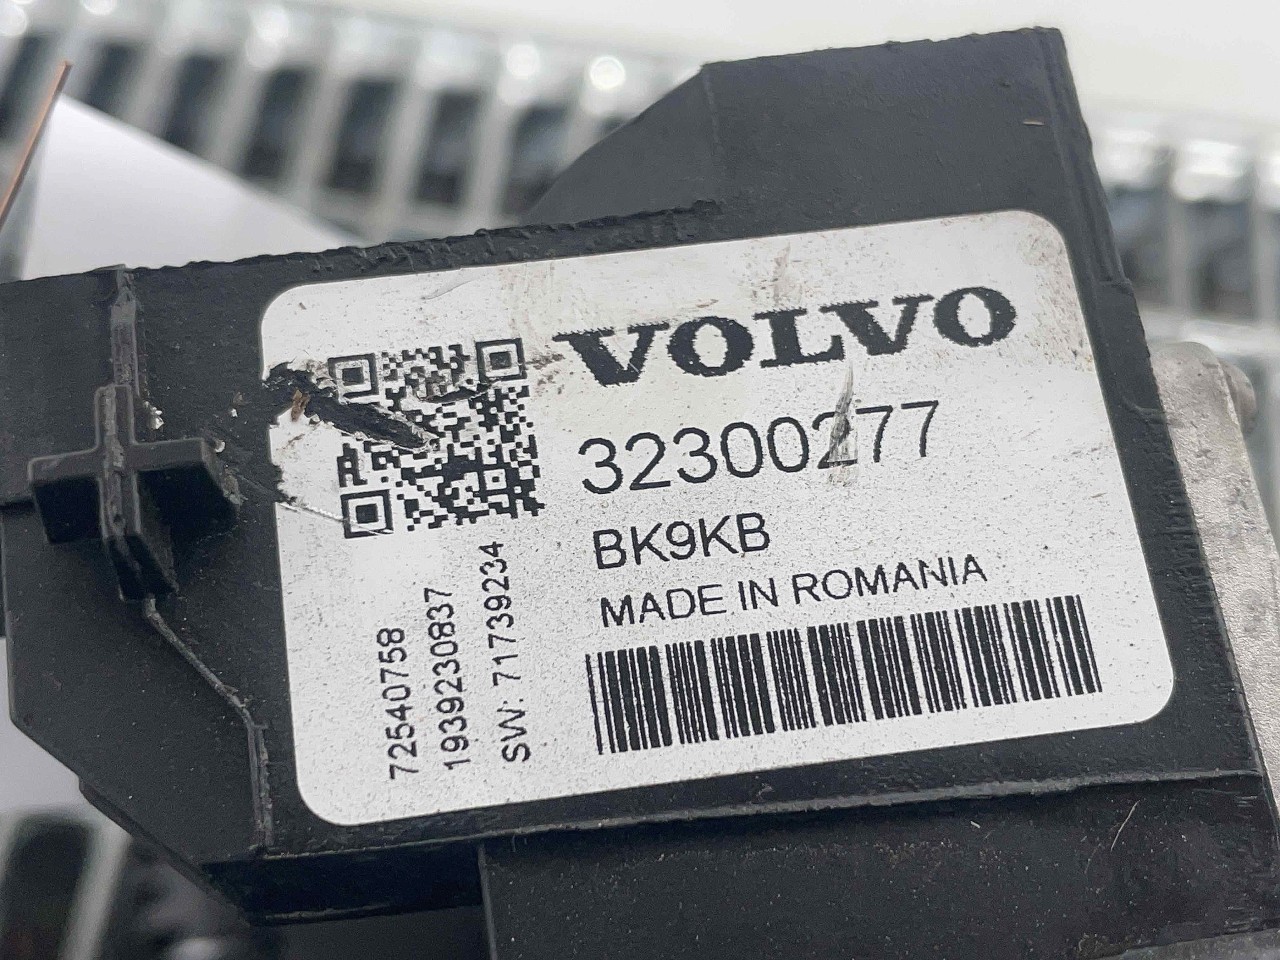 VOLVO
32300277
BK9KB
MADE IN ROMANIA
72540758
1939230837
SW: 71739234